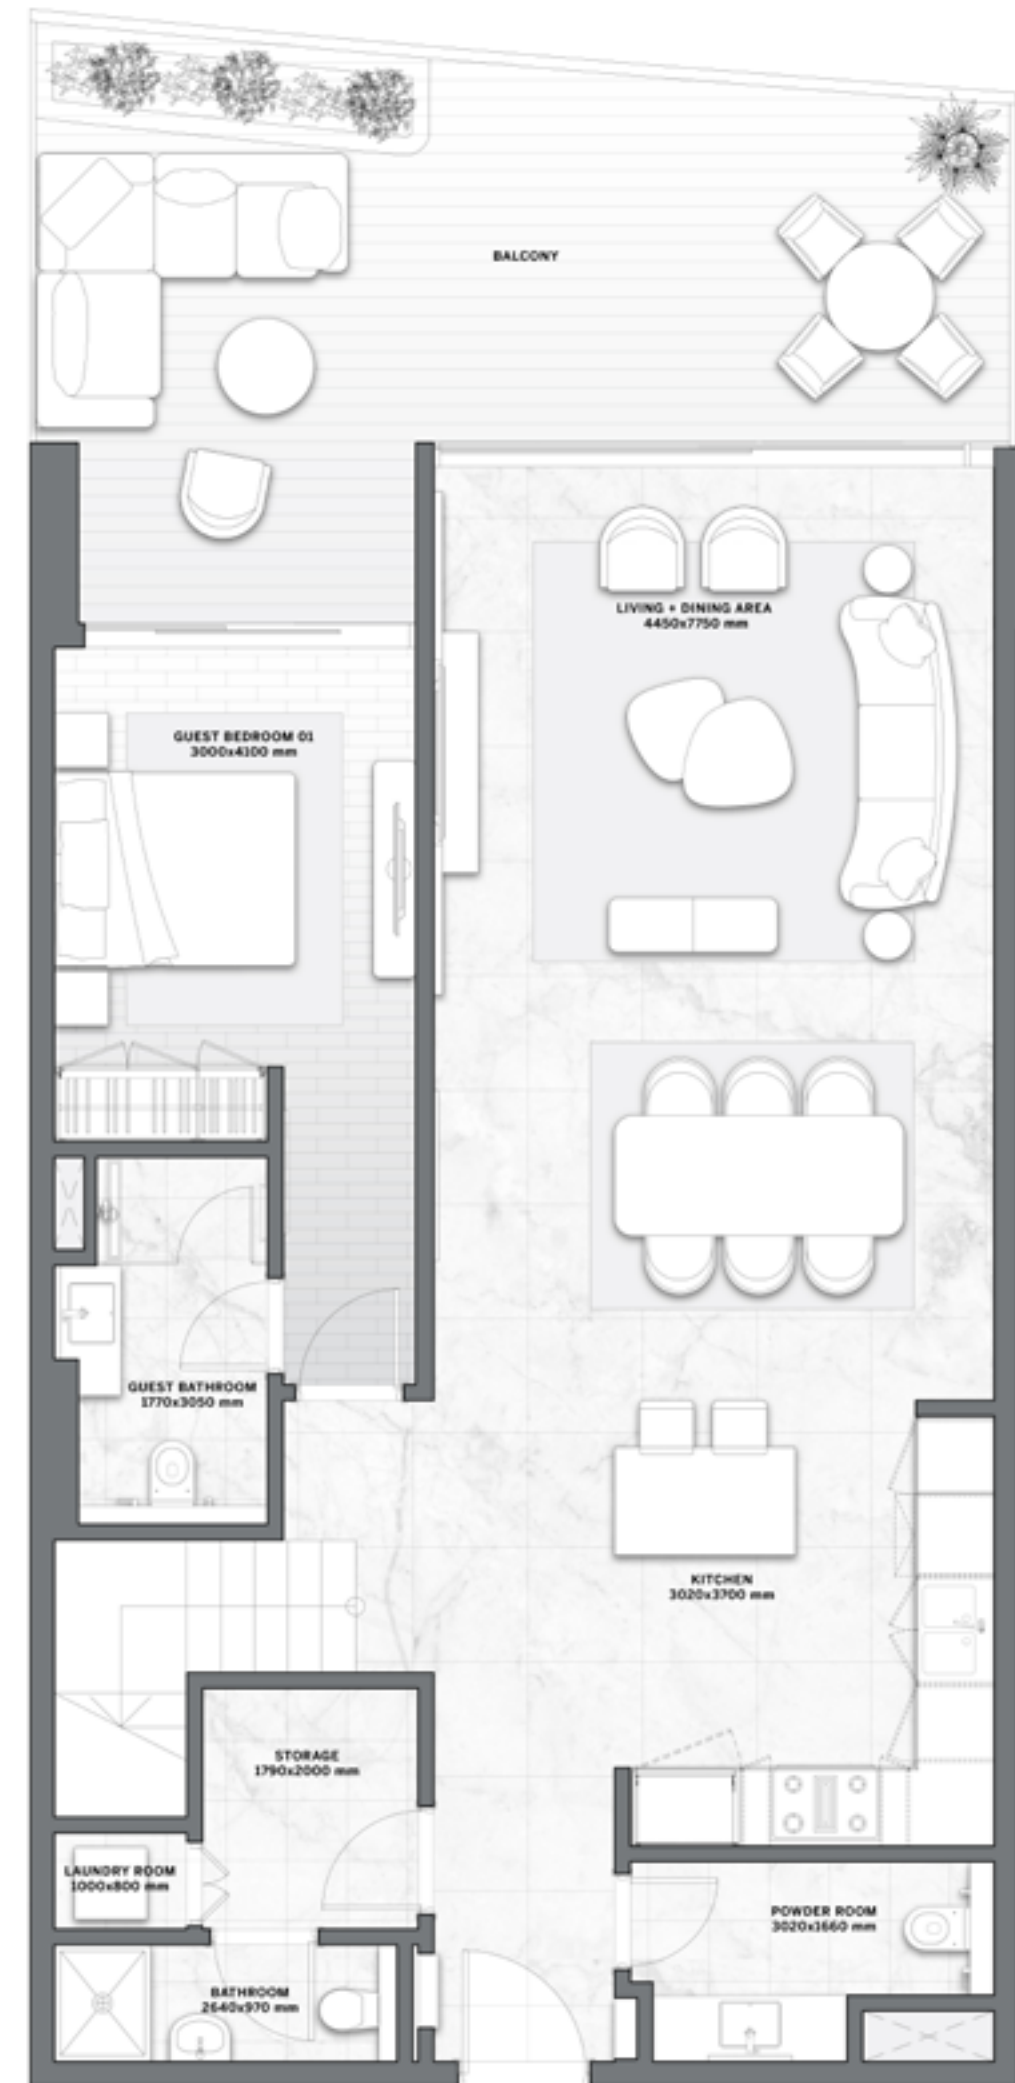 BALCONY
LIVING + DINING AREA
4450x7750 mm
GUEST BEDROOM 01
3000x4100 mm
GUEST BATHROOM
1770x3050 mm
KITCHEN
3020x3700 mm
STORAGE
1790x2000 mm
LAUNDRY ROOM
1000x800 mm
POWDER ROOM
3020x1660 mm
BATHROOM
2640x970 mm